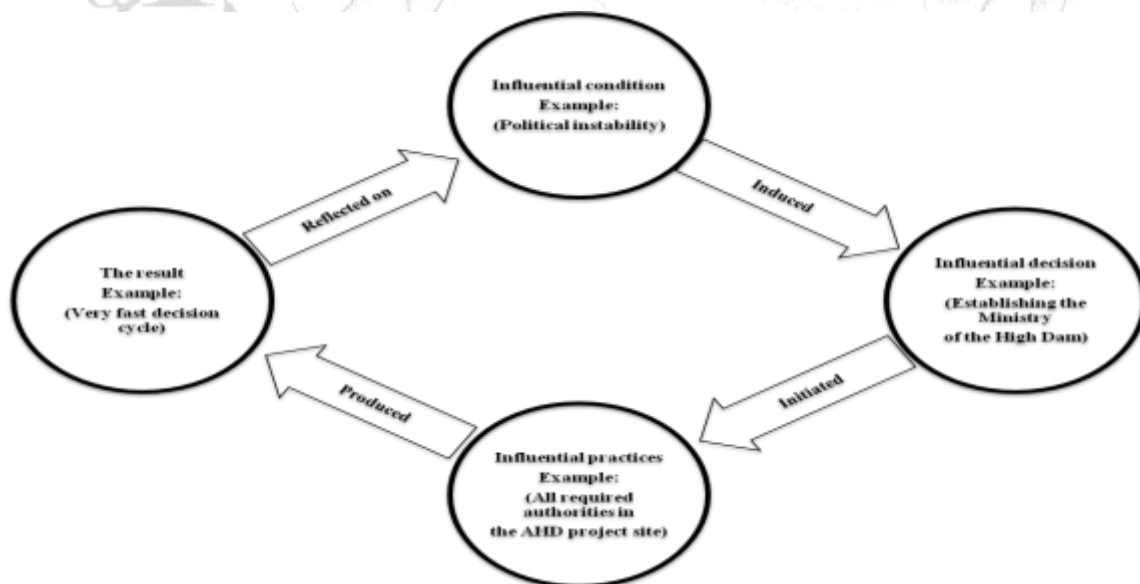 Influential condition
Example:
(Political instability)
Induced
Influential decision
Example:
(Establishing the
Ministry
of the High Dam)
Initiated
Influential practices
Example:
(All required
authorities in
the AHD project site)
Produced
The result
Example:
(Very fast decision
cycle)
Reflected on